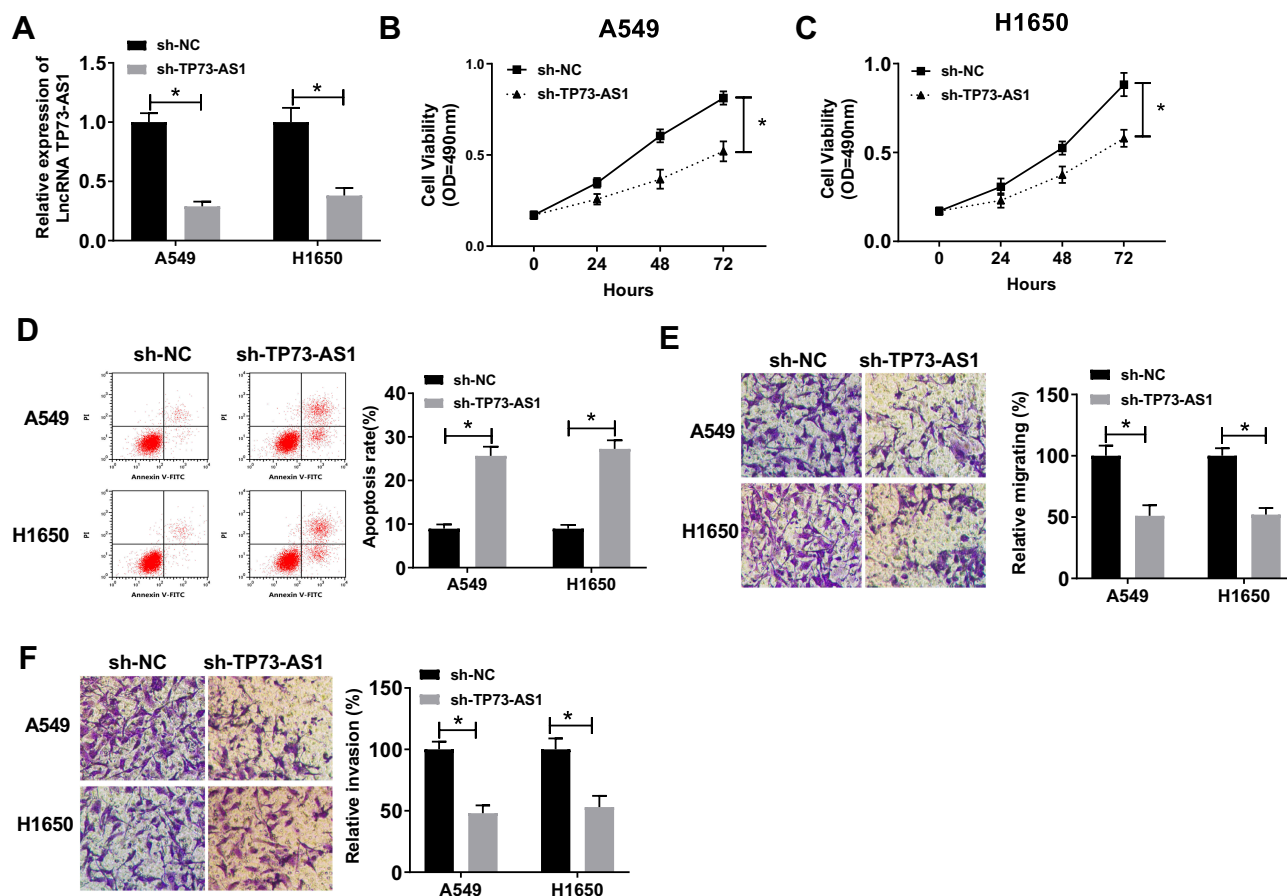 A
sh-NC
sh-TP73-AS1
Relative expression of
LncRNA TP73-AS1
1.5
1.0
0.5
0.0
*
*
A549
H1650
B
A549
sh-NC
sh-TP73-AS1
Cell Viability
(OD=490nm)
1.0
0.5
0.0
*
0
24
48
72
Hours
C
H1650
sh-NC
sh-TP73-AS1
Cell Viability
(OD=490nm)
1.0
0.5
0.0
*
0
24
48
72
Hours
D
sh-NC
sh-TP73-AS1
A549
H1650
PI
Annexin V-FITC
PI
Annexin V-FITC
PI
Annexin V-FITC
PI
Annexin V-FITC
sh-NC
sh-TP73-AS1
Apoptosis rate(%)
40
30
20
10
0
*
*
A549
H1650
E
sh-NC
sh-TP73-AS1
A549
H1650
sh-NC
sh-TP73-AS1
Relative migrating (%)
150
100
50
0
*
*
A549
H1650
F
sh-NC
sh-TP73-AS1
A549
H1650
sh-NC
sh-TP73-AS1
Relative invasion (%)
150
100
50
0
*
*
A549
H1650